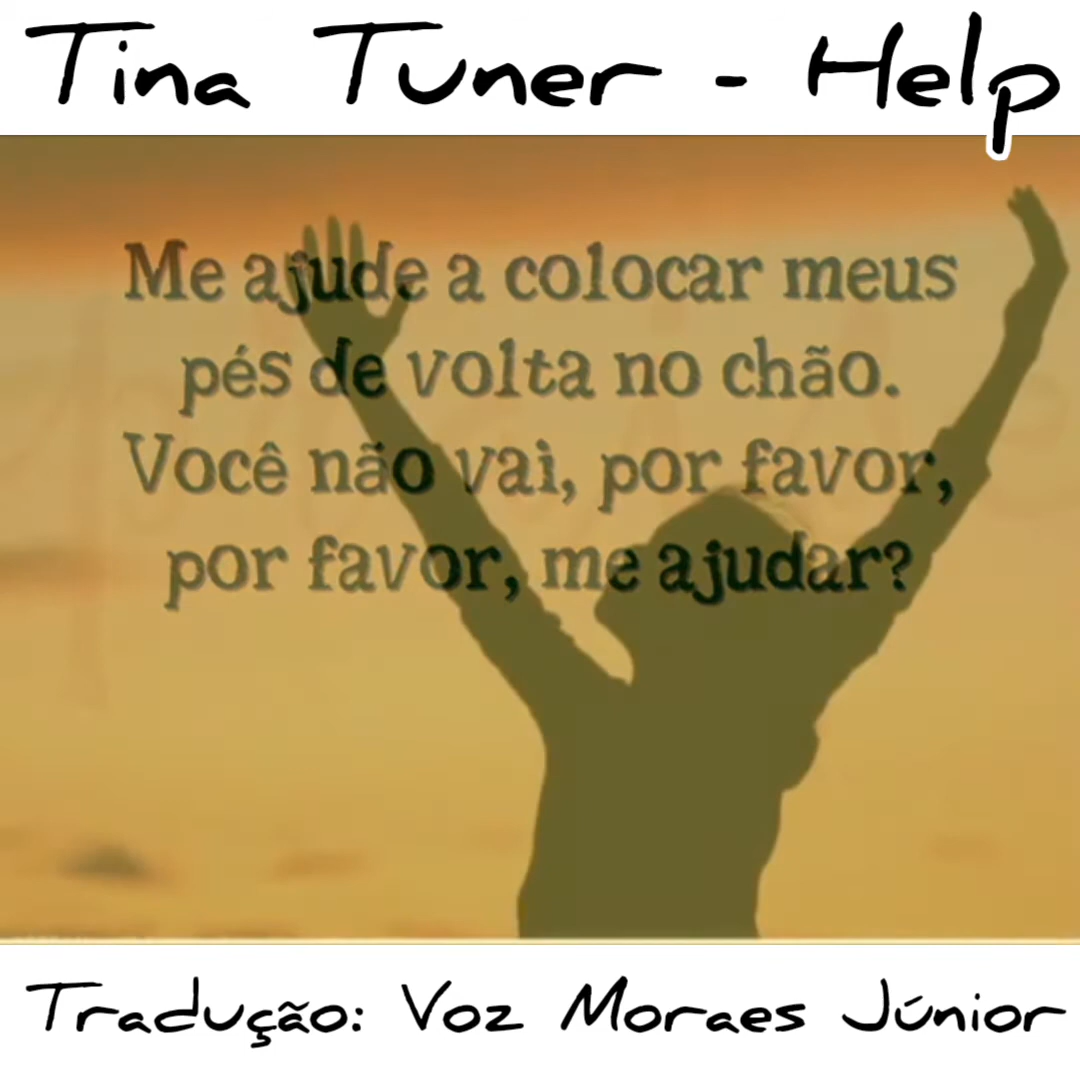 Tina Tuner - Help
Me ajude a colocar meus
pés de volta no chão.
Você não vai, por favor,
por favor, me ajudar?
Tradução: Voz Moraes Júnior